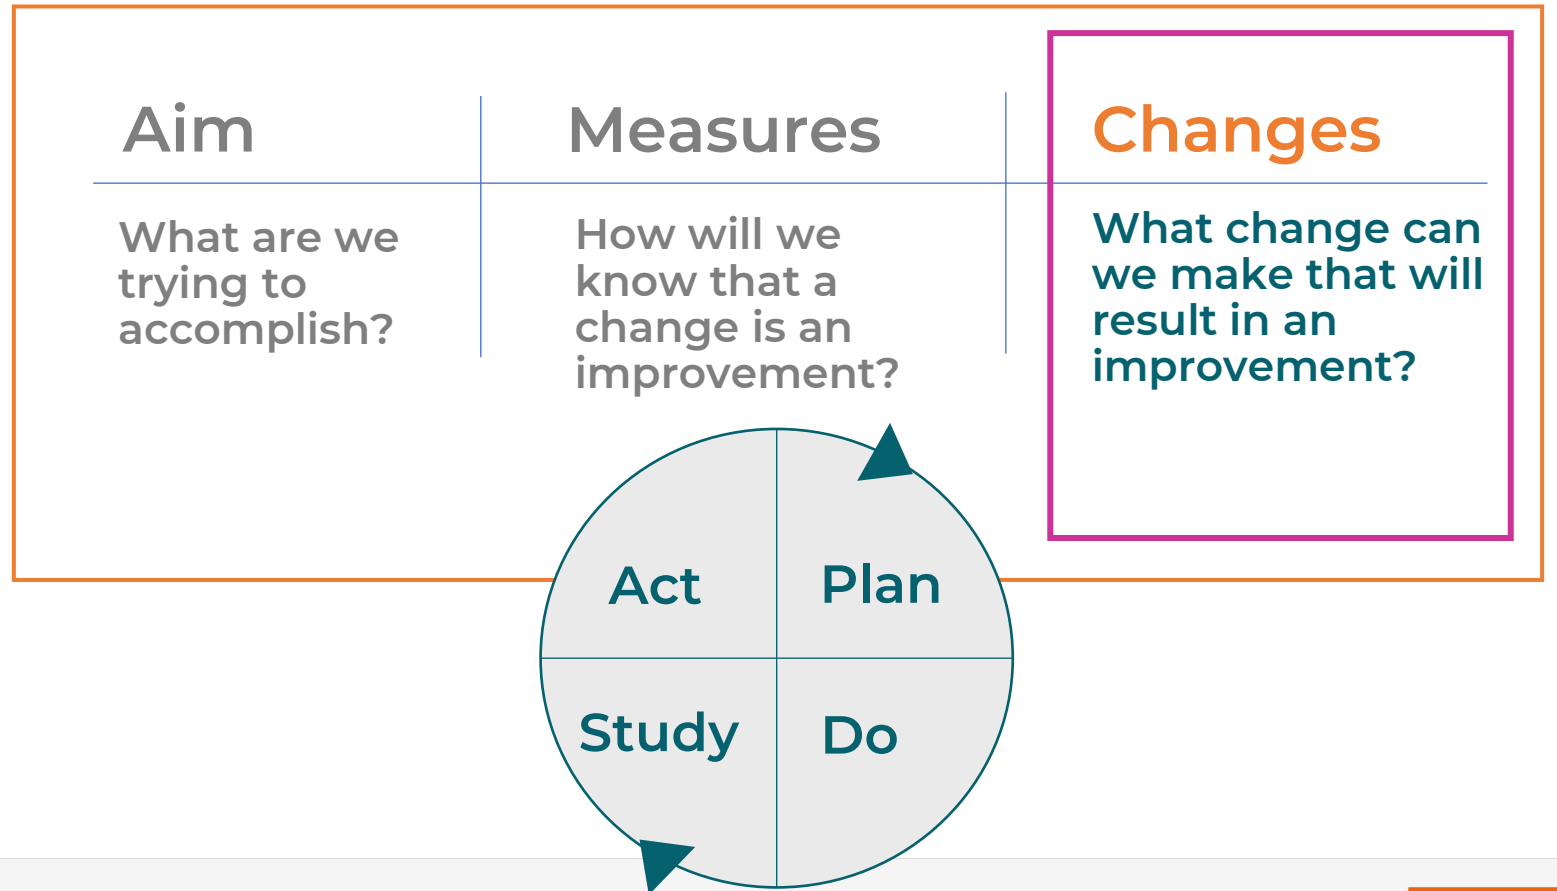 Aim
Measures
Changes
What are we
trying to
accomplish?
How will we
know that a
change is an
improvement?
What change can
we make that will
result in an
improvement?
Act
Plan
Study
Do